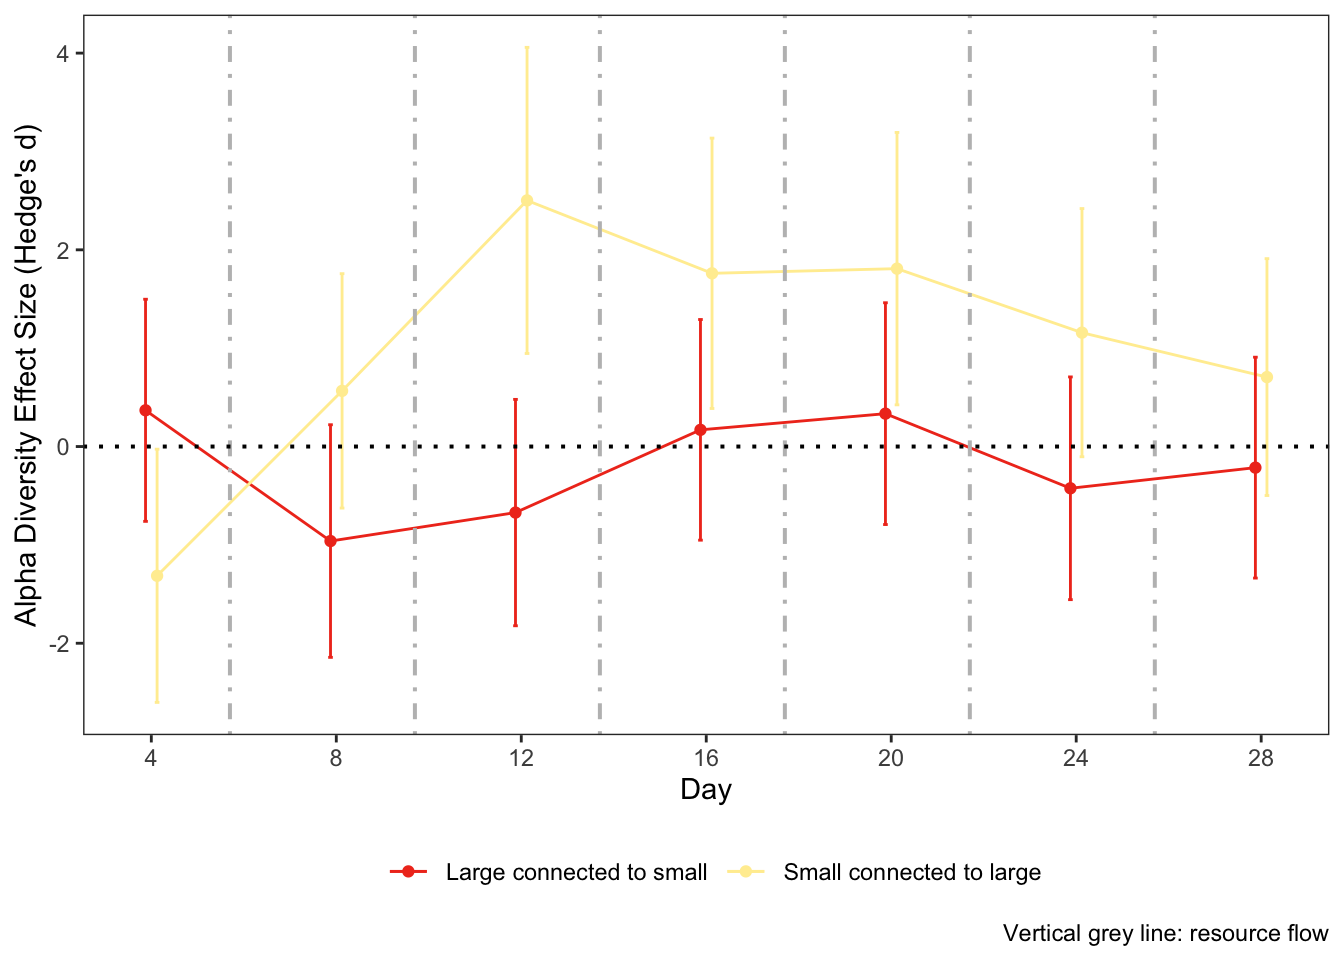 Alpha Diversity Effect Size (Hedge's d)
4
2
0
-2
4 8 12 16 20 24 28
Day
Large connected to small Small connected to large
Vertical grey line: resource flow